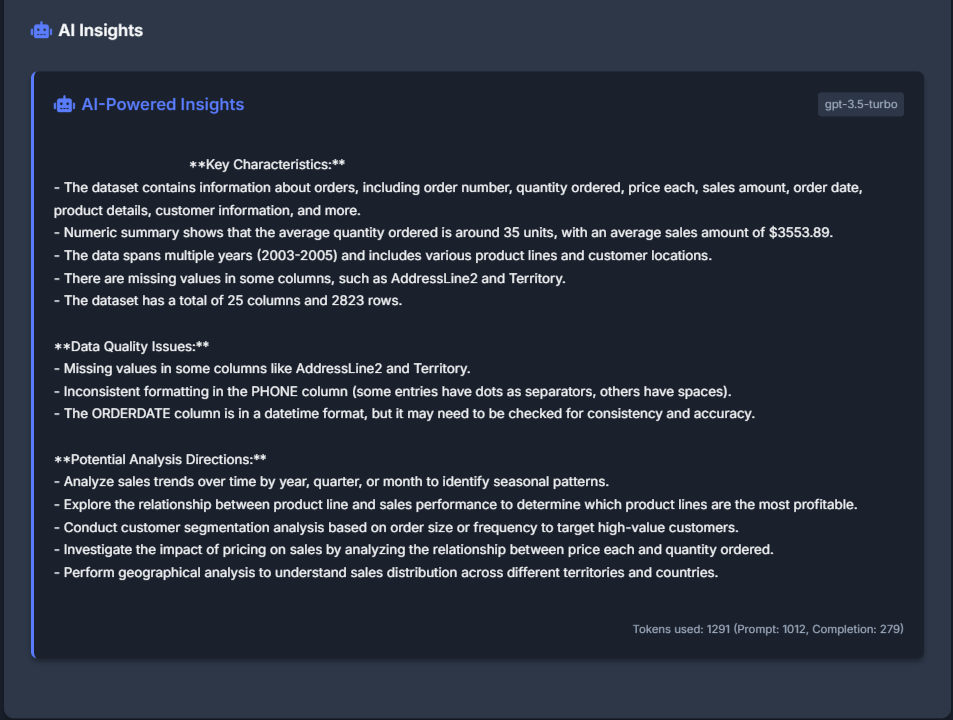 AI Insights
AI-Powered Insights
gpt-3.5-turbo
**Key Characteristics:**
- The dataset contains information about orders, including order number, quantity ordered, price each, sales amount, order date,
product details, customer information, and more.
- Numeric summary shows that the average quantity ordered is around 35 units, with an average sales amount of $3553.89.
- The data spans multiple years (2003-2005) and includes various product lines and customer locations.
- There are missing values in some columns, such as AddressLine2 and Territory.
- The dataset has a total of 25 columns and 2823 rows.
**Data Quality Issues:**
- Missing values in some columns like AddressLine2 and Territory.
- Inconsistent formatting in the PHONE column (some entries have dots as separators, others have spaces).
- The ORDERDATE column is in a datetime format, but it may need to be checked for consistency and accuracy.
**Potential Analysis Directions:**
- Analyze sales trends over time by year, quarter, or month to identify seasonal patterns.
- Explore the relationship between product line and sales performance to determine which product lines are the most profitable.
- Conduct customer segmentation analysis based on order size or frequency to target high-value customers.
- Investigate the impact of pricing on sales by analyzing the relationship between price each and quantity ordered.
- Perform geographical analysis to understand sales distribution across different territories and countries.
Tokens used: 1291 (Prompt: 1012, Completion: 279)